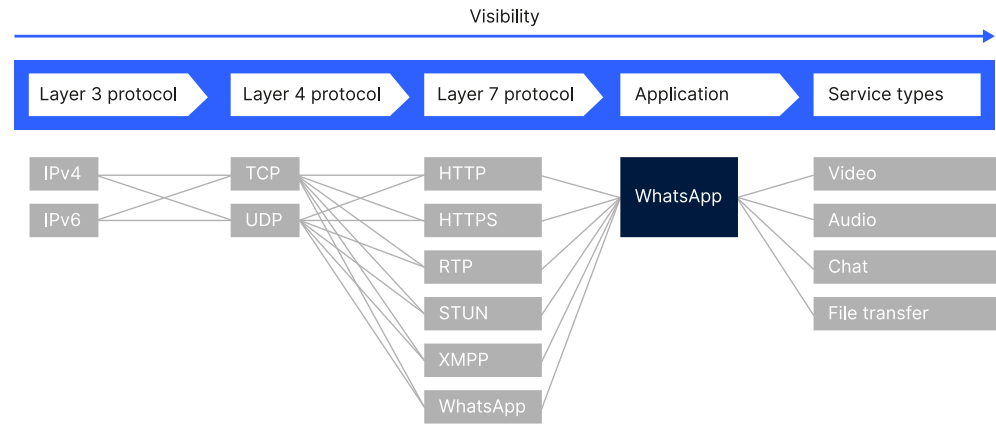 Visibility
Layer 3 protocol
Layer 4 protocol
Layer 7 protocol
Application
Service types
IPv4
TCP
HTTP
WhatsApp
Video
IPv6
UDP
HTTPS
Audio
RTP
Chat
STUN
File transfer
XMPP
WhatsApp